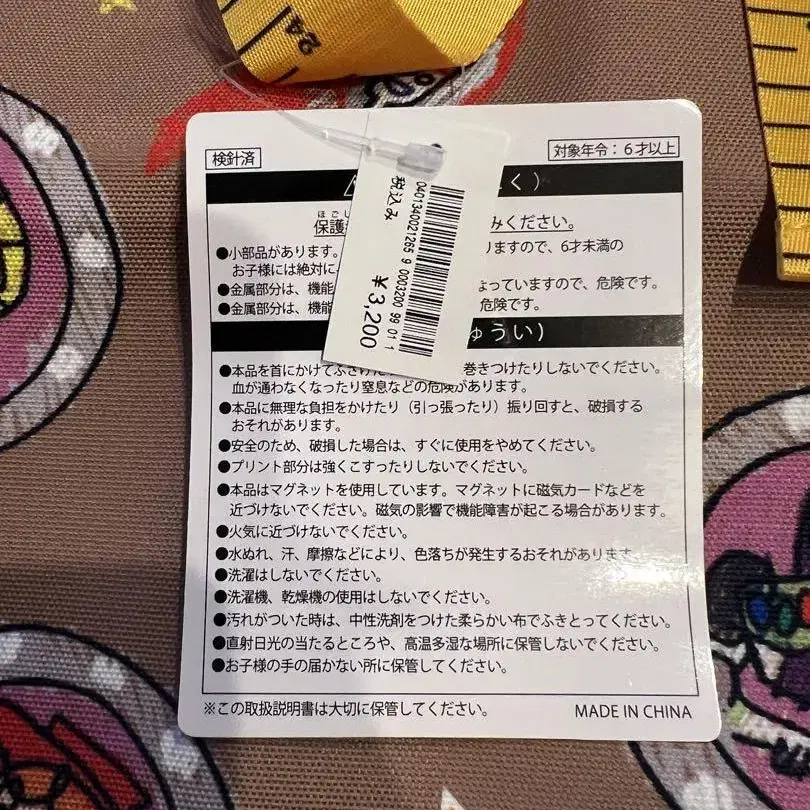 24
検針済
対象年令：６才以上
く）
ほご
保護
みください。
●小部品があります。
りますので、6才未満の
お子様には絶対に
●金属部分は、機能
ょっていますので、危険です。
●金属部分は、機能
危険です。
税込み
0401340021265 9 0003200 99 01 1
¥3,200
ゅうい）
●本品を首にかけてふざけた
巻きつけたりしないでください。
血が通わなくなったり窒息などの危険があります。
●本品に無理な負担をかけたり（引っ張ったり）振り回すと、破損する
おそれがあります。
●安全のため、破損した場合は、すぐに使用をやめてください。
●プリント部分は強くこすったりしないでください。
●本品はマグネットを使用しています。マグネットに磁気カードなどを
近づけないでください。磁気の影響で機能障害が起こる場合があります。
●火気に近づけないでください。
●水ぬれ、汗、摩擦などにより、色落ちが発生するおそれがあります。
●洗濯はしないでください。
●洗濯機、乾燥機の使用はしないでください。
●汚れがついた時は、中性洗剤をつけた柔らかい布でふきとってください。
●直射日光の当たるところや、高温多湿な場所に保管しないでください。
●お子様の手の届かない所に保管してください。
※この取扱説明書は大切に保管してください。
MADE IN CHINA